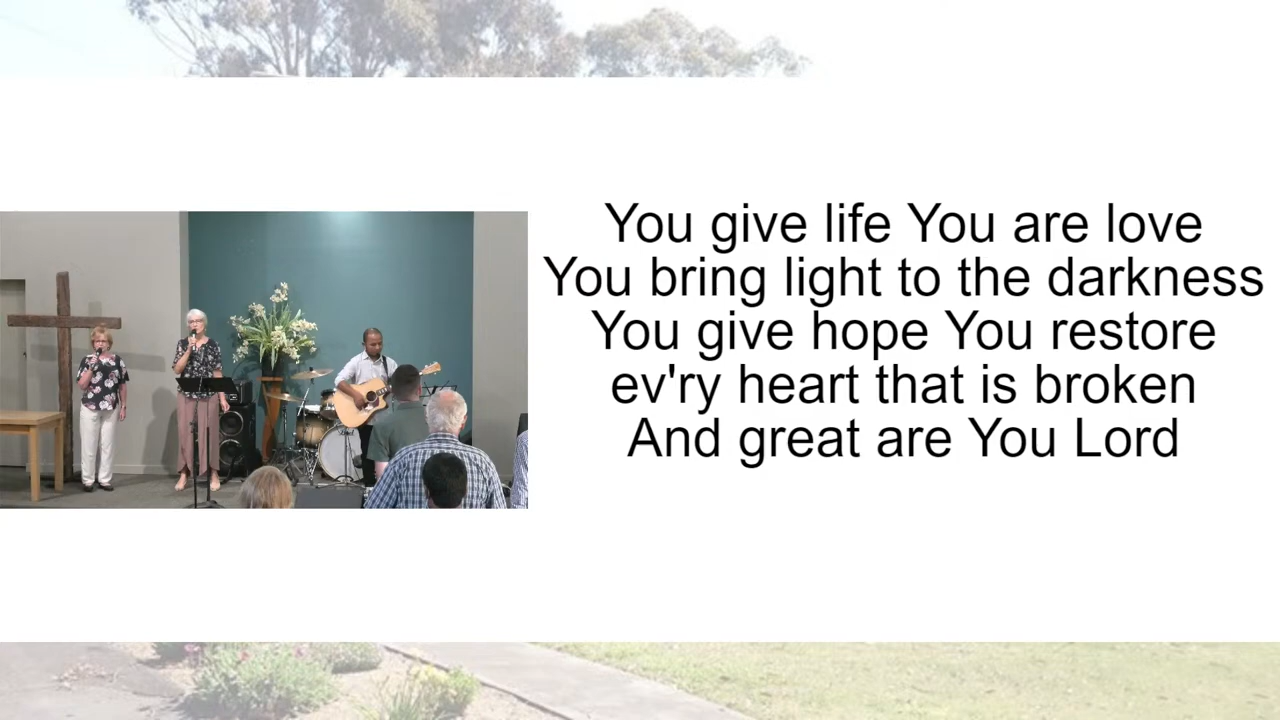 You give life You are love
You bring light to the darkness
You give hope You restore
ev'ry heart that is broken
And great are You Lord